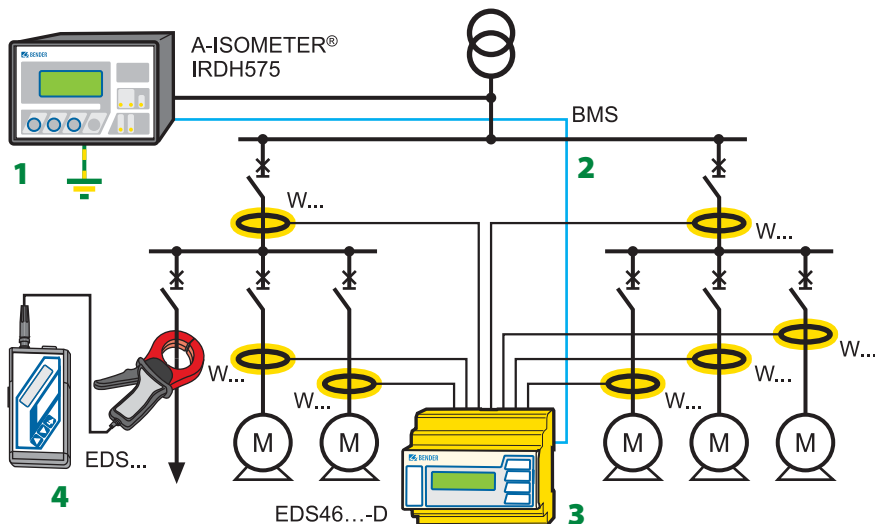 A-ISOMETER®
IRDH575
BENDER
1
BMS
2
W...
W...
W...
W...
W...
W...
W...
W...
M
M
M
M
M
BENDER
EDS...
4
EDS46...-D
3